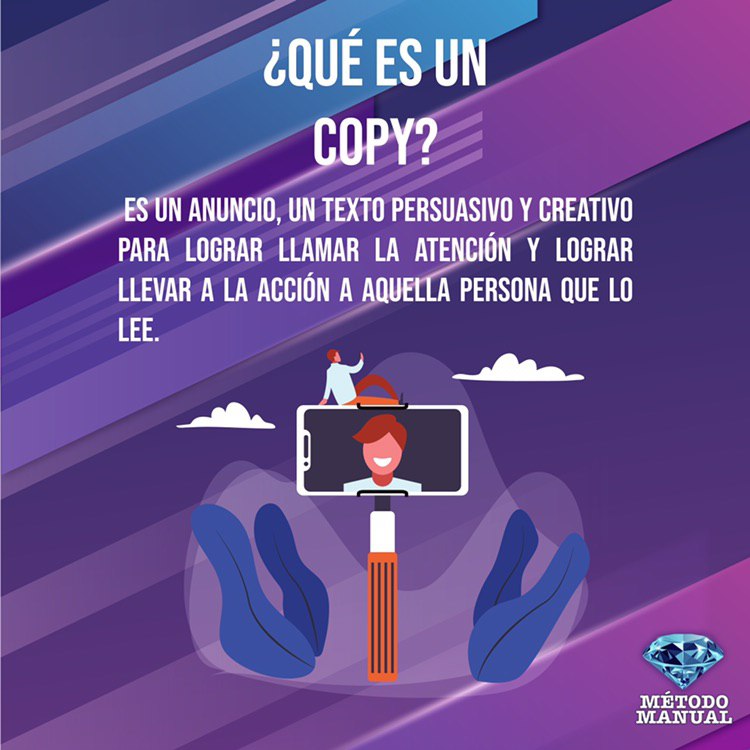 ¿QUÉ ES UN
COPY?
ES UN ANUNCIO, UN TEXTO PERSUASIVO Y CREATIVO
PARA LOGRAR LLAMAR LA ATENCIÓN Y LOGRAR
LLEVAR A LA ACCIÓN A AQUELLA PERSONA QUE LO
LEE.
MÉTODO
MANUAL